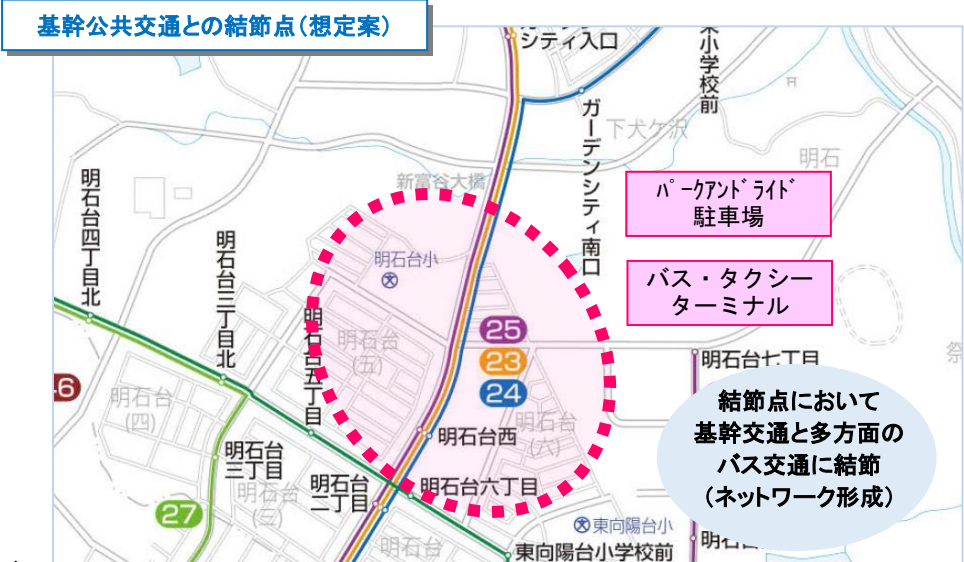 基幹公共交通との結節点（想定案）
シティ入口
小学校前
ガーデンシティ南口
下犬ケ沢
明石
新富谷大橋
明石台四丁目北
明石台三丁目北
明石台五丁目
明石台小
文
明石台
(五)
ﾊﾟｰｸｱﾝﾄﾞﾗｲﾄﾞ
駐車場
バス・タクシー
ターミナル
25
23
24
明石台七丁目
祭
6
明石台
(四)
明石台
(六)
明石台西
明石台
三丁目
明石台
二丁目
明石台六丁目
明石台
(三)
27
明石台
文東向陽台小
東向陽台小学校前
結節点において
基幹交通と多方面の
バス交通に結節
（ネットワーク形成）